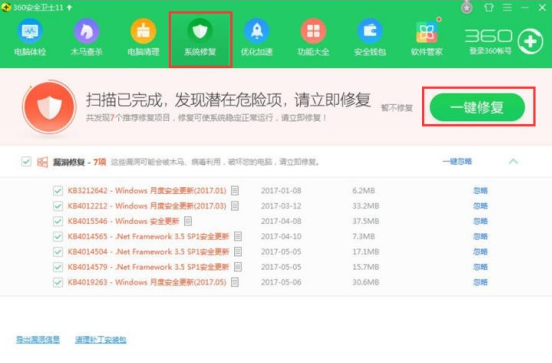 360安全卫士11
电脑体检 木马查杀 电脑清理 系统修复 优化加速 功能大全 安全钱包 软件管家 360 登录360帐号
扫描已完成，发现潜在危险项，请立即修复
共发现7个推荐修复项目，修复可使系统稳定正常运行，请立即修复！
暂不修复
一键修复
漏洞修复 - 7项 这些漏洞可能会被木马、病毒利用，破坏您的电脑，请立即修复。 一键忽略
KB3212642 - Windows 月度安全更新(2017.01) 2017-01-08 6.2MB 忽略
KB4012212 - Windows 月度安全更新(2017.03) 2017-03-12 33.2MB 忽略
KB4015546 - Windows 安全更新 2017-04-08 37.5MB 忽略
KB4014565 - .Net Framework 3.5 SP1安全更新 2017-04-10 7.3MB 忽略
KB4014504 - .Net Framework 3.5 SP1安全更新 2017-05-05 17.1MB 忽略
KB4014579 - .Net Framework 3.5 SP1安全更新 2017-05-05 15.7MB 忽略
KB4019263 - Windows 月度安全更新(2017.05) 2017-05-06 30.6MB 忽略
导出漏洞信息 清理补丁安装包